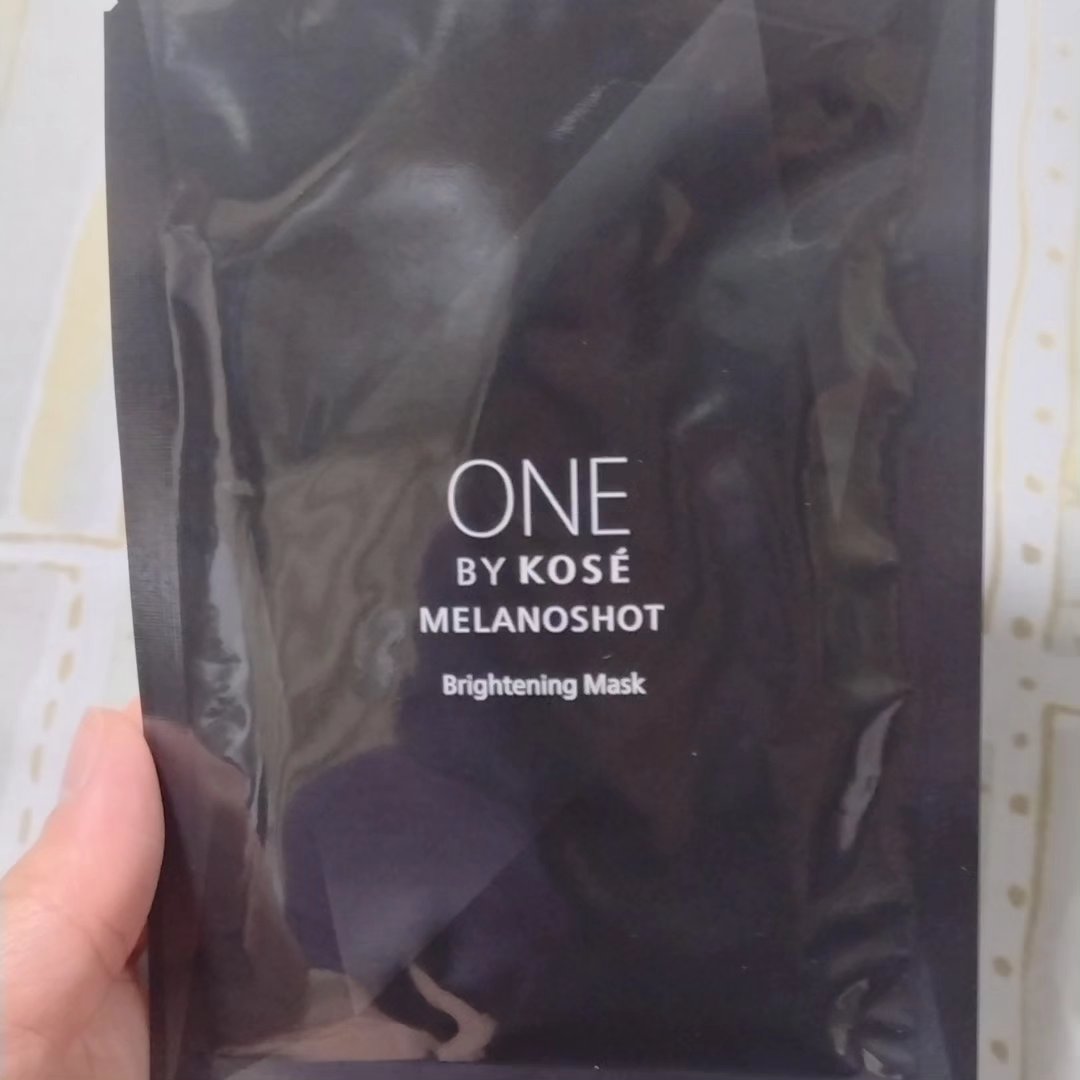 ONE
BY KOSÉ
MELANOSHOT
Brightening Mask